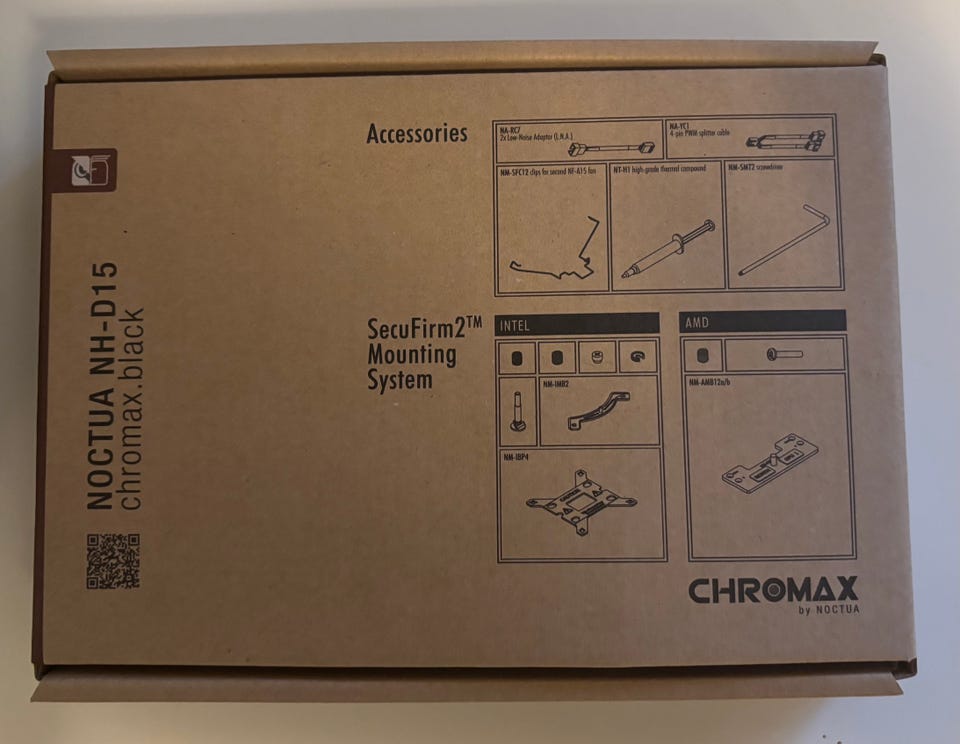 NOCTUA NH-D15
chromax.black
Accessories
NA-RC7
2x Low-Noise Adaptor (L.N.A.)
NA-YC1
4-pin PWM splitter cable
NM-SFC12 clips for second NF-A15 fan
NT-H1 high-grade thermal compound
NM-SMT2 screwdriver
SecuFirm2™
Mounting
System
INTEL
NM-IMB2
NM-IBP4
AMD
NM-AMB12a/b
CHROMAX
by NOCTUA